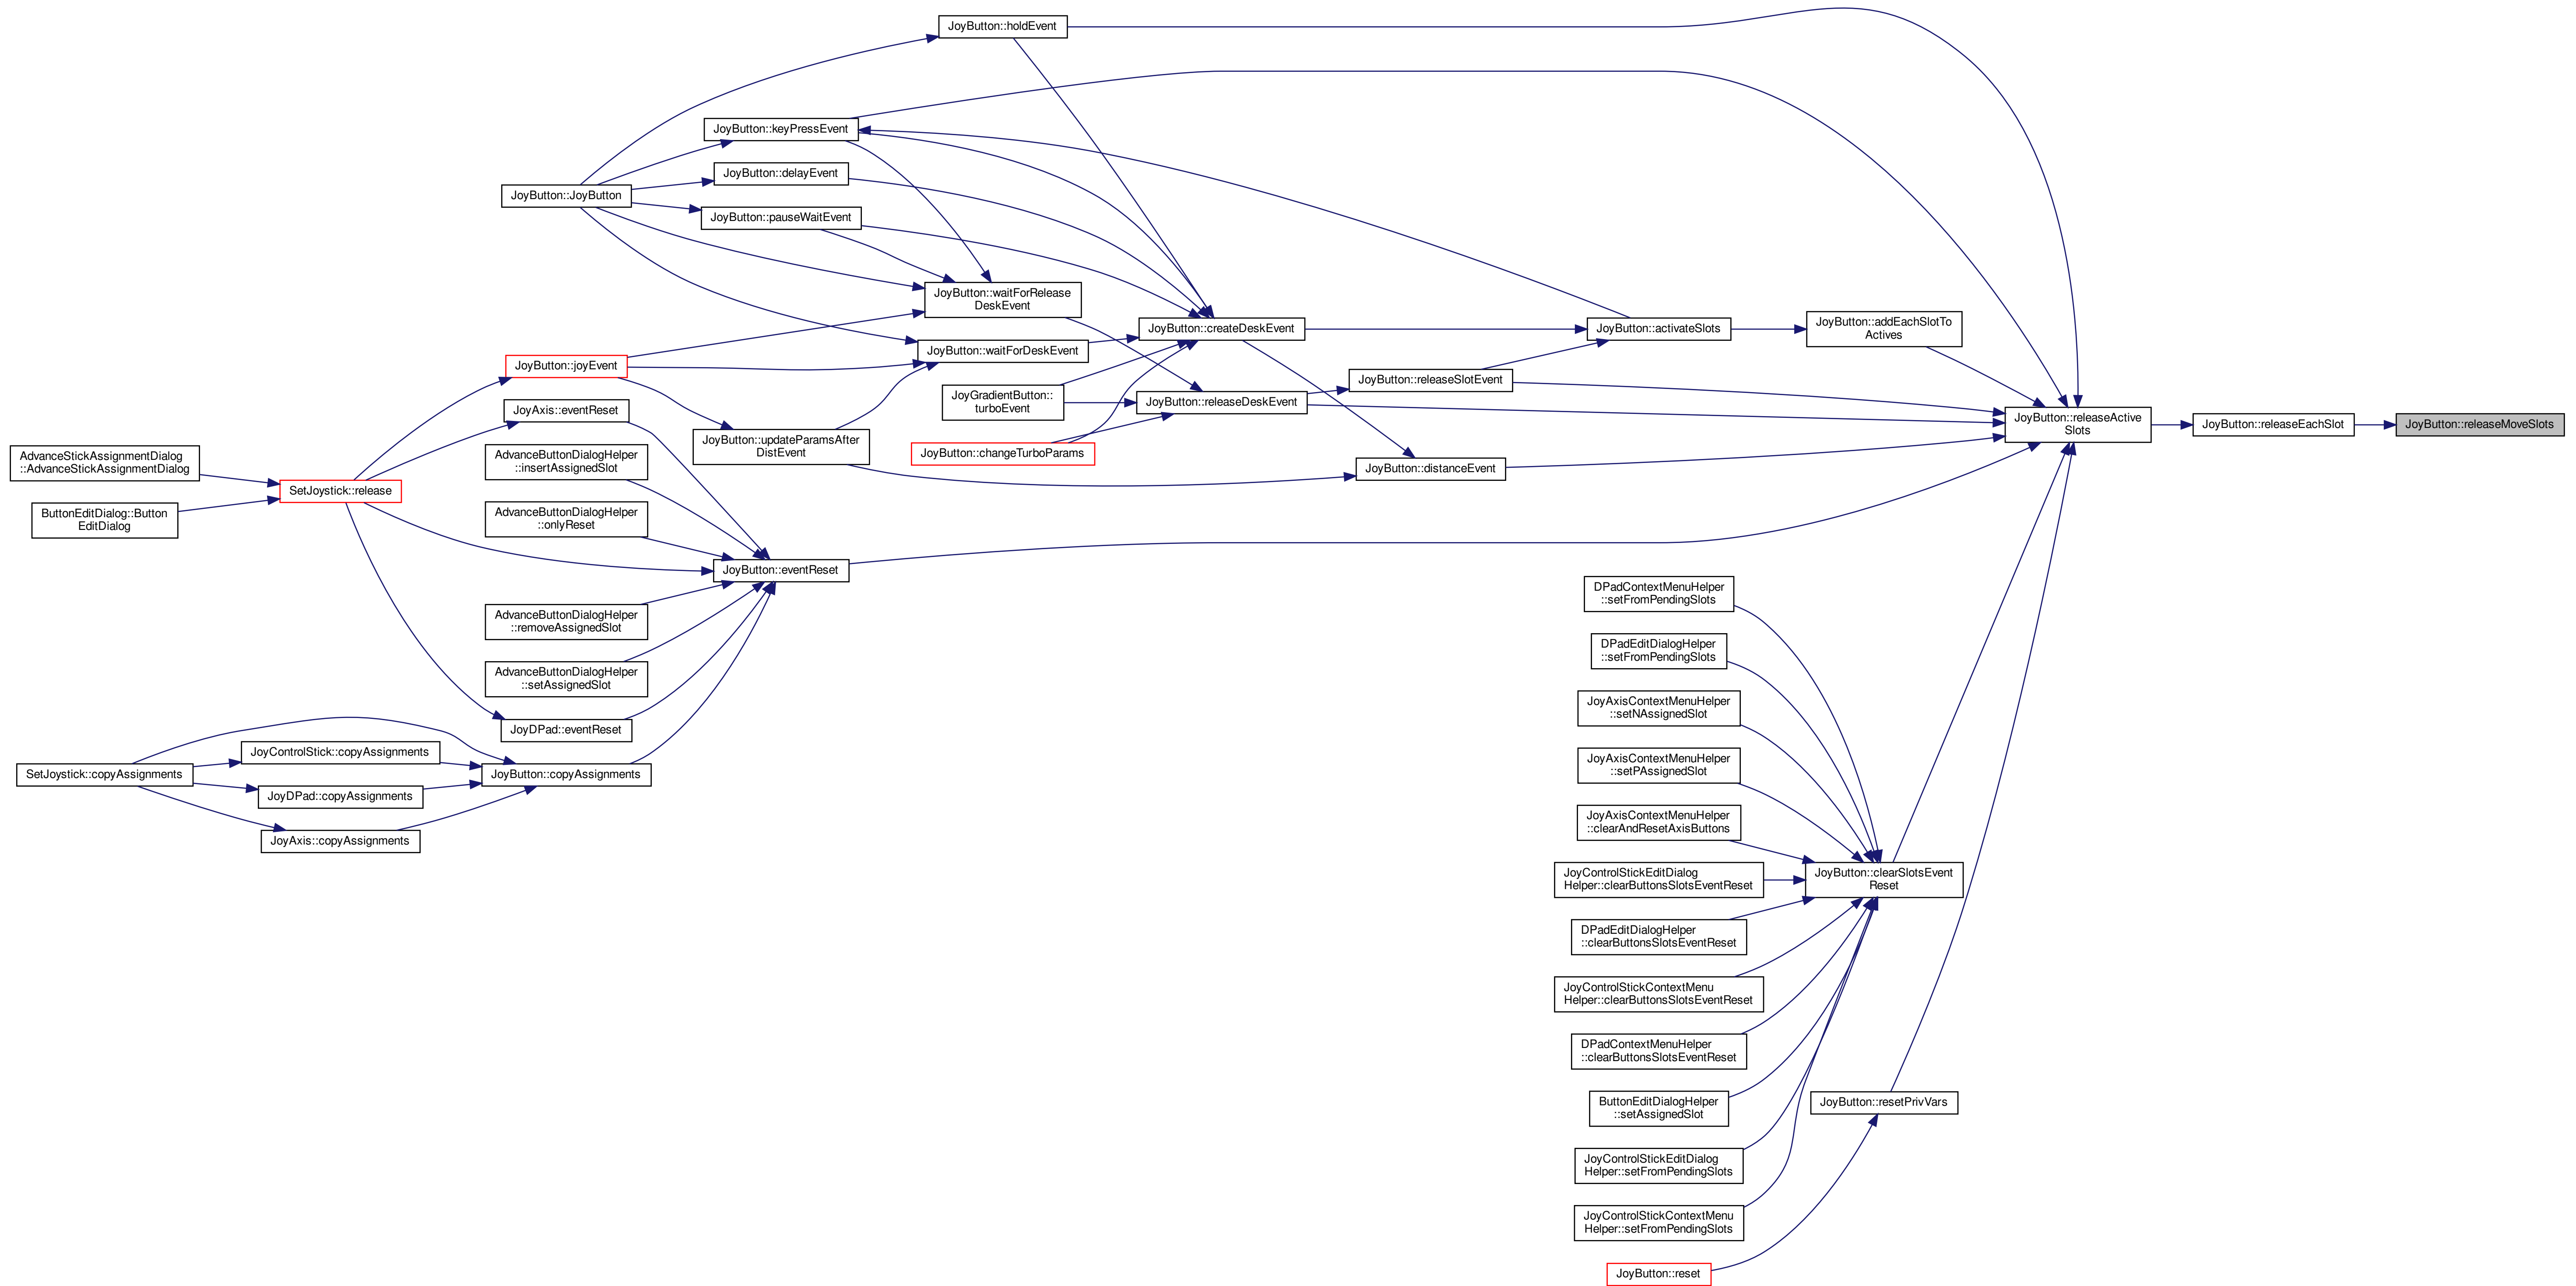 JoyButton::holdEvent
JoyButton::keyPressEvent
JoyButton::delayEvent
JoyButton::JoyButton
JoyButton::pauseWaitEvent
JoyButton::waitForRelease
DeskEvent
JoyButton::createDeskEvent
JoyButton::activateSlots
JoyButton::addEachSlotTo
Actives
JoyButton::waitForDeskEvent
JoyButton::joyEvent
JoyButton::releaseSlotEvent
JoyGradientButton::
turboEvent
JoyButton::releaseDeskEvent
JoyAxis::eventReset
JoyButton::releaseActive
Slots
JoyButton::releaseEachSlot
JoyButton::releaseMoveSlots
JoyButton::updateParamsAfter
DistEvent
JoyButton::changeTurboParams
JoyButton::distanceEvent
AdvanceStickAssignmentDialog
::AdvanceStickAssignmentDialog
AdvanceButtonDialogHelper
::insertAssignedSlot
SetJoystick::release
ButtonEditDialog::Button
EditDialog
AdvanceButtonDialogHelper
::onlyReset
JoyButton::eventReset
AdvanceButtonDialogHelper
::removeAssignedSlot
AdvanceButtonDialogHelper
::setAssignedSlot
JoyDPad::eventReset
JoyControlStick::copyAssignments
SetJoystick::copyAssignments
JoyButton::copyAssignments
JoyDPad::copyAssignments
JoyAxis::copyAssignments
DPadContextMenuHelper
::setFromPendingSlots
DPadEditDialogHelper
::setFromPendingSlots
JoyAxisContextMenuHelper
::setNAssignedSlot
JoyAxisContextMenuHelper
::setPAssignedSlot
JoyAxisContextMenuHelper
::clearAndResetAxisButtons
JoyControlStickEditDialog
Helper::clearButtonsSlotsEventReset
JoyButton::clearSlotsEvent
Reset
DPadEditDialogHelper
::clearButtonsSlotsEventReset
JoyControlStickContextMenu
Helper::clearButtonsSlotsEventReset
DPadContextMenuHelper
::clearButtonsSlotsEventReset
ButtonEditDialogHelper
::setAssignedSlot
JoyButton::resetPrivVars
JoyControlStickEditDialog
Helper::setFromPendingSlots
JoyControlStickContextMenu
Helper::setFromPendingSlots
JoyButton::reset